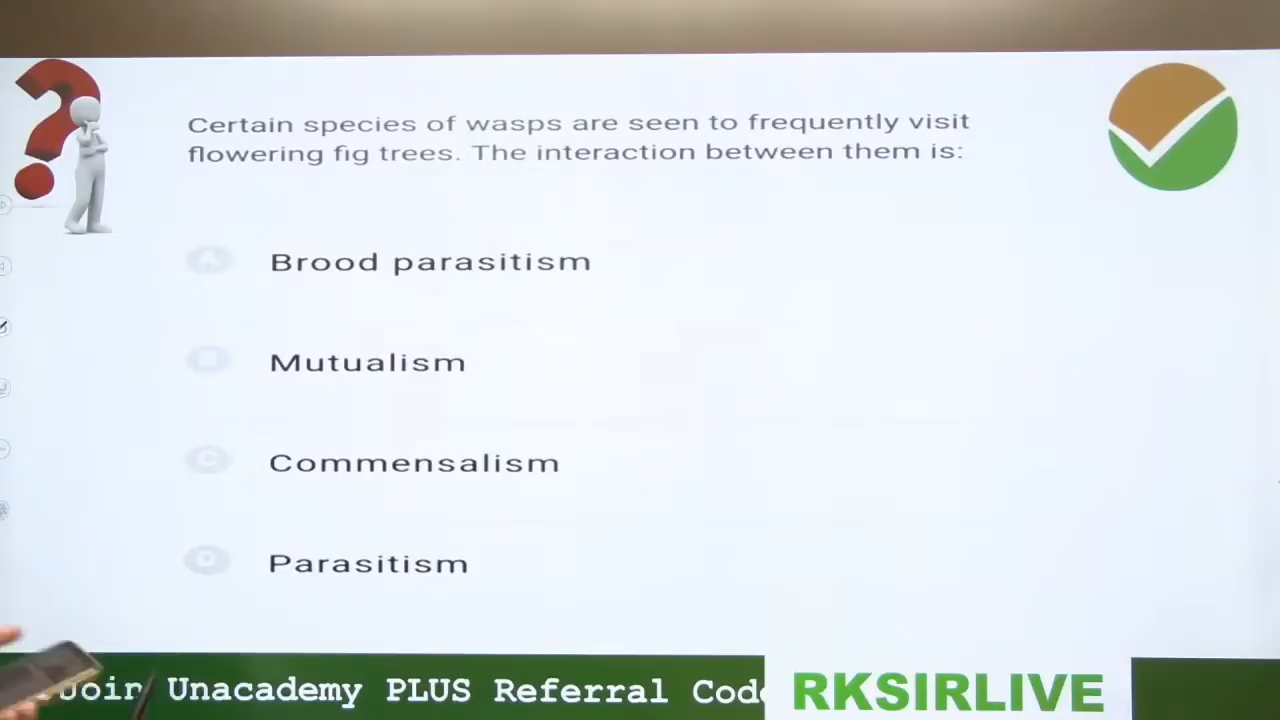 Certain species of wasps are seen to frequently visit
flowering fig trees. The interaction between them is:
A Brood parasitism
B Mutualism
C Commensalism
D Parasitism
Join Unacademy PLUS Referral Code
RKSIRLIVE